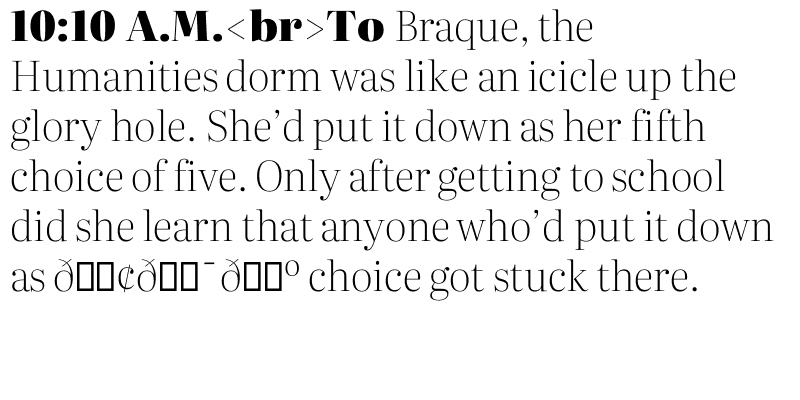 10:10 A.M.<br>To Braque, the
Humanities dorm was like an icicle up the
glory hole. She’d put it down as her fifth
choice of five. Only after getting to school
did she learn that anyone who’d put it down
as ð□□¢ð□□¯ð□□º choice got stuck there.